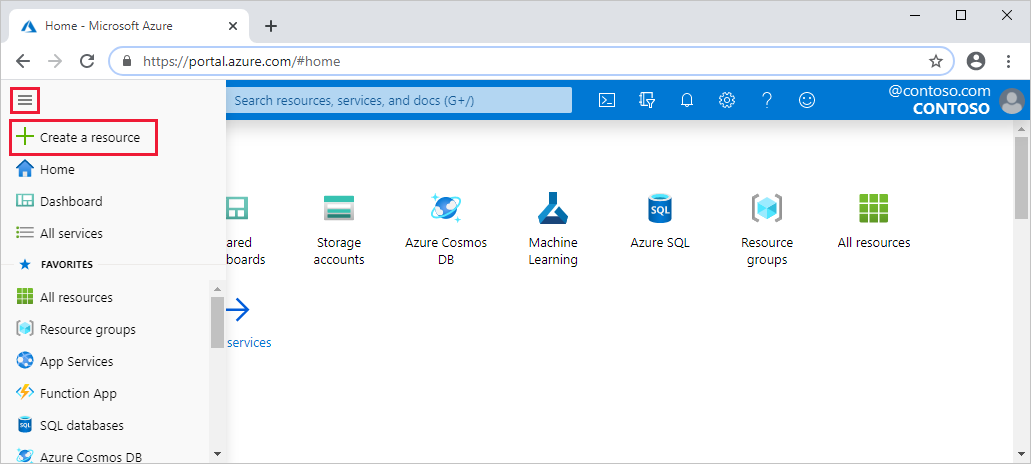 Home - Microsoft Azure
https://portal.azure.com/#home
Search resources, services, and docs (G+/)
@contoso.com
CONTOSO
Create a resource
Home
Dashboard
All services
FAVORITES
All resources
Resource groups
App Services
Function App
SQL databases
Azure Cosmos DB
ared
boards
Storage
accounts
Azure Cosmos
DB
Machine
Learning
SQL
Azure SQL
Resource
groups
All resources
services